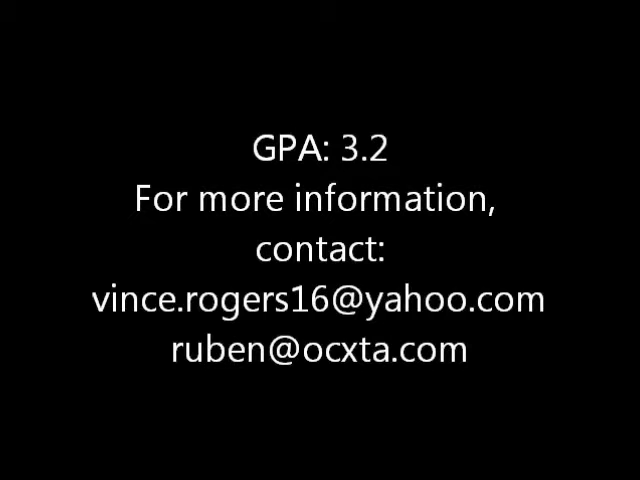 GPA: 3.2
For more information,
contact:
vince.rogers16@yahoo.com
ruben@ocxta.com